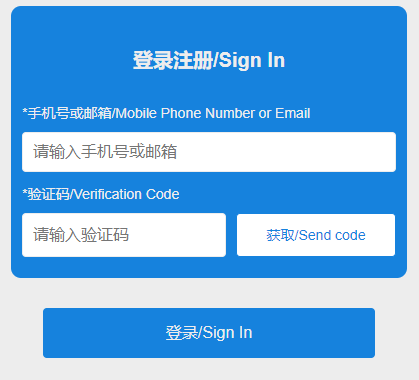 登录注册/Sign In
*手机号或邮箱/Mobile Phone Number or Email
请输入手机号或邮箱
*验证码/Verification Code
请输入验证码
获取/Send code
登录/Sign In